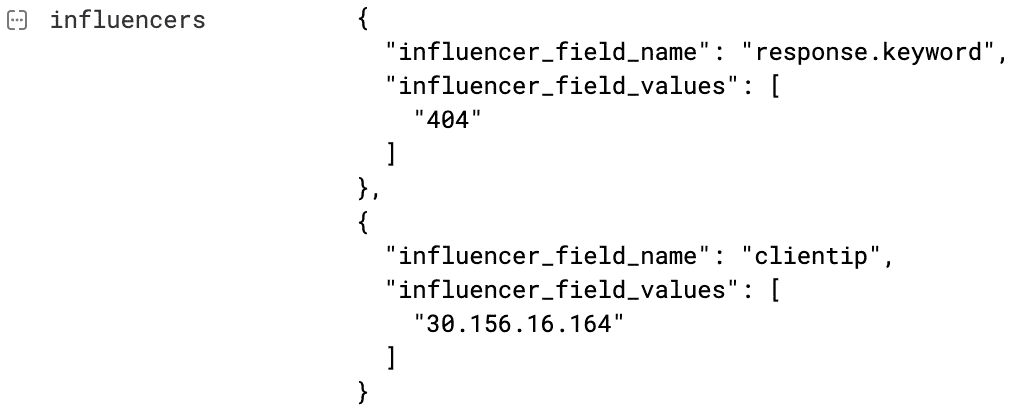 influencers {
"influencer_field_name": "response.keyword",
"influencer_field_values": [
"404"
]
},
{
"influencer_field_name": "clientip",
"influencer_field_values": [
"30.156.16.164"
]
}